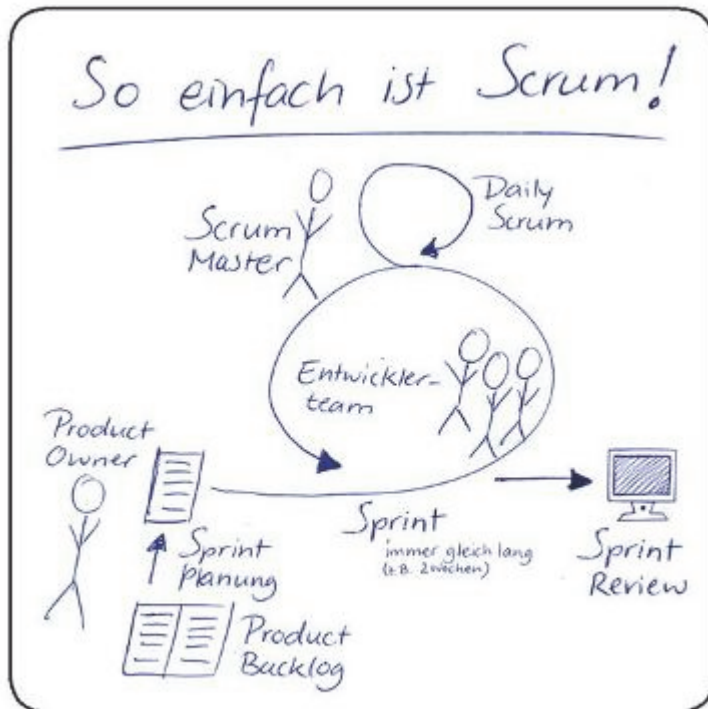 So einfach ist Scrum!
Daily
Scrum
Scrum
Master
Entwickler-
team
Product
Owner
Sprint
immer gleich lang
(z.B. 2 Wochen)
Sprint
Planung
Sprint
Review
Product
Backlog